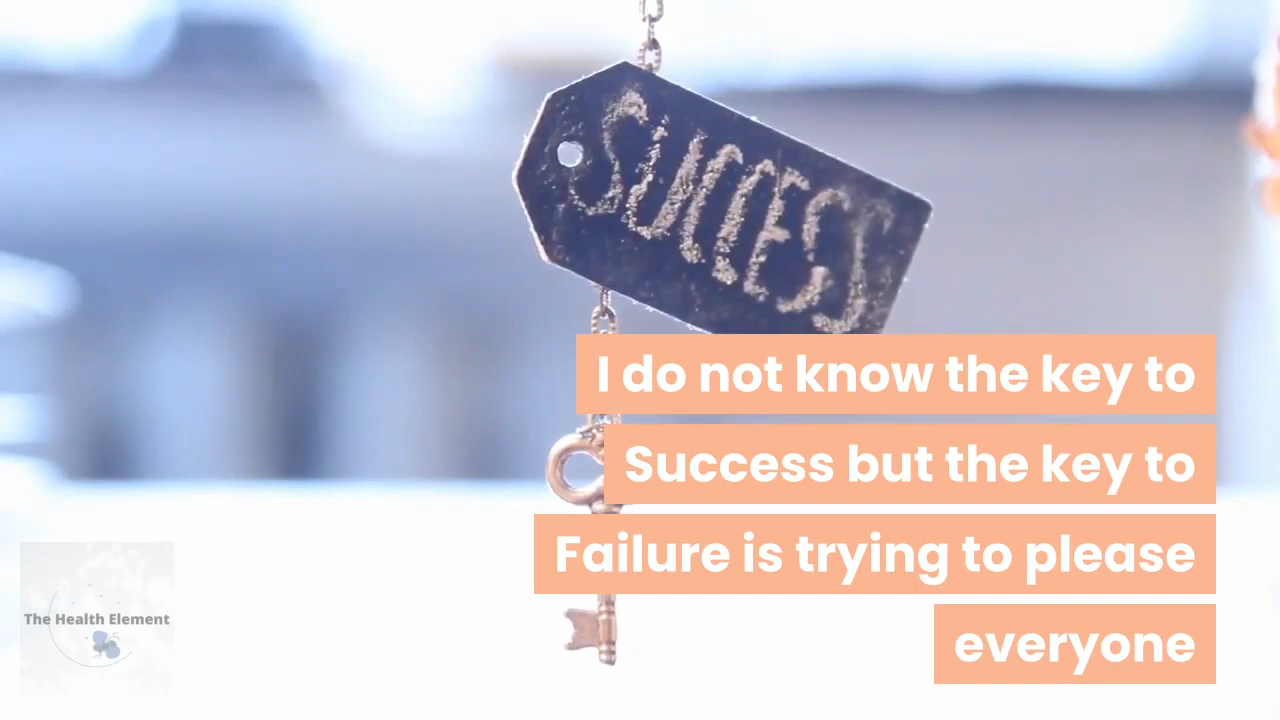 SUCCESS
I do not know the key to
Success but the key to
Failure is trying to please
everyone
The Health Element